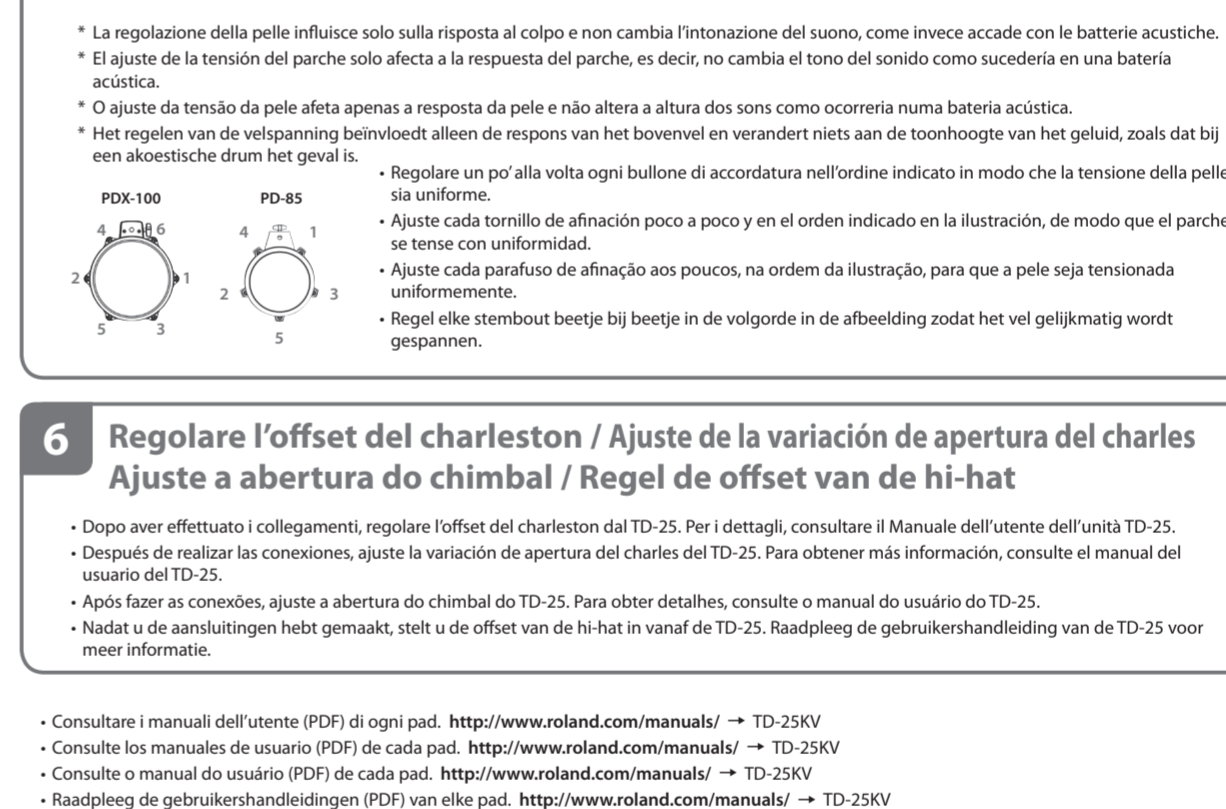 * La regolazione della pelle influisce solo sulla risposta al colpo e non cambia l’intonazione del suono, come invece accade con le batterie acustiche.
* El ajuste de la tensión del parche solo afecta a la respuesta del parche, es decir, no cambia el tono del sonido como sucedería en una batería
acústica.
* O ajuste da tensão da pele afeta apenas a resposta da pele e não altera a altura dos sons como ocorreria numa bateria acústica.
* Het regelen van de velspanning beïnvloedt alleen de respons van het bovenvel en verandert niets aan de toonhoogte van het geluid, zoals dat bij
een akoestische drum het geval is.
PDX-100
4 6
2 1
5 3
PD-85
4 1
2 3
5
• Regolare un po’ alla volta ogni bullone di accordatura nell’ordine indicato in modo che la tensione della pelle
sia uniforme.
• Ajuste cada tornillo de afinación poco a poco y en el orden indicado en la ilustración, de modo que el parche
se tense con uniformidad.
• Ajuste cada parafuso de afinação aos poucos, na ordem da ilustração, para que a pele seja tensionada
uniformemente.
• Regel elke stembout beetje bij beetje in de volgorde in de afbeelding zodat het vel gelijkmatig wordt
gespannen.
6
Regolare l’offset del charleston / Ajuste de la variación de apertura del charles
Ajuste a abertura do chimbal / Regel de offset van de hi-hat
• Dopo aver effettuato i collegamenti, regolare l’offset del charleston dal TD-25. Per i dettagli, consultare il Manuale dell’utente dell’unità TD-25.
• Después de realizar las conexiones, ajuste la variación de apertura del charles del TD-25. Para obtener más información, consulte el manual del
usuario del TD-25.
• Após fazer as conexões, ajuste a abertura do chimbal do TD-25. Para obter detalhes, consulte o manual do usuário do TD-25.
• Nadat u de aansluitingen hebt gemaakt, stelt u de offset van de hi-hat in vanaf de TD-25. Raadpleeg de gebruikershandleiding van de TD-25 voor
meer informatie.
• Consultare i manuali dell’utente (PDF) di ogni pad. http://www.roland.com/manuals/ → TD-25KV
• Consulte los manuales de usuario (PDF) de cada pad. http://www.roland.com/manuals/ → TD-25KV
• Consulte o manual do usuário (PDF) de cada pad. http://www.roland.com/manuals/ → TD-25KV
• Raadpleeg de gebruikershandleidingen (PDF) van elke pad. http://www.roland.com/manuals/ → TD-25KV